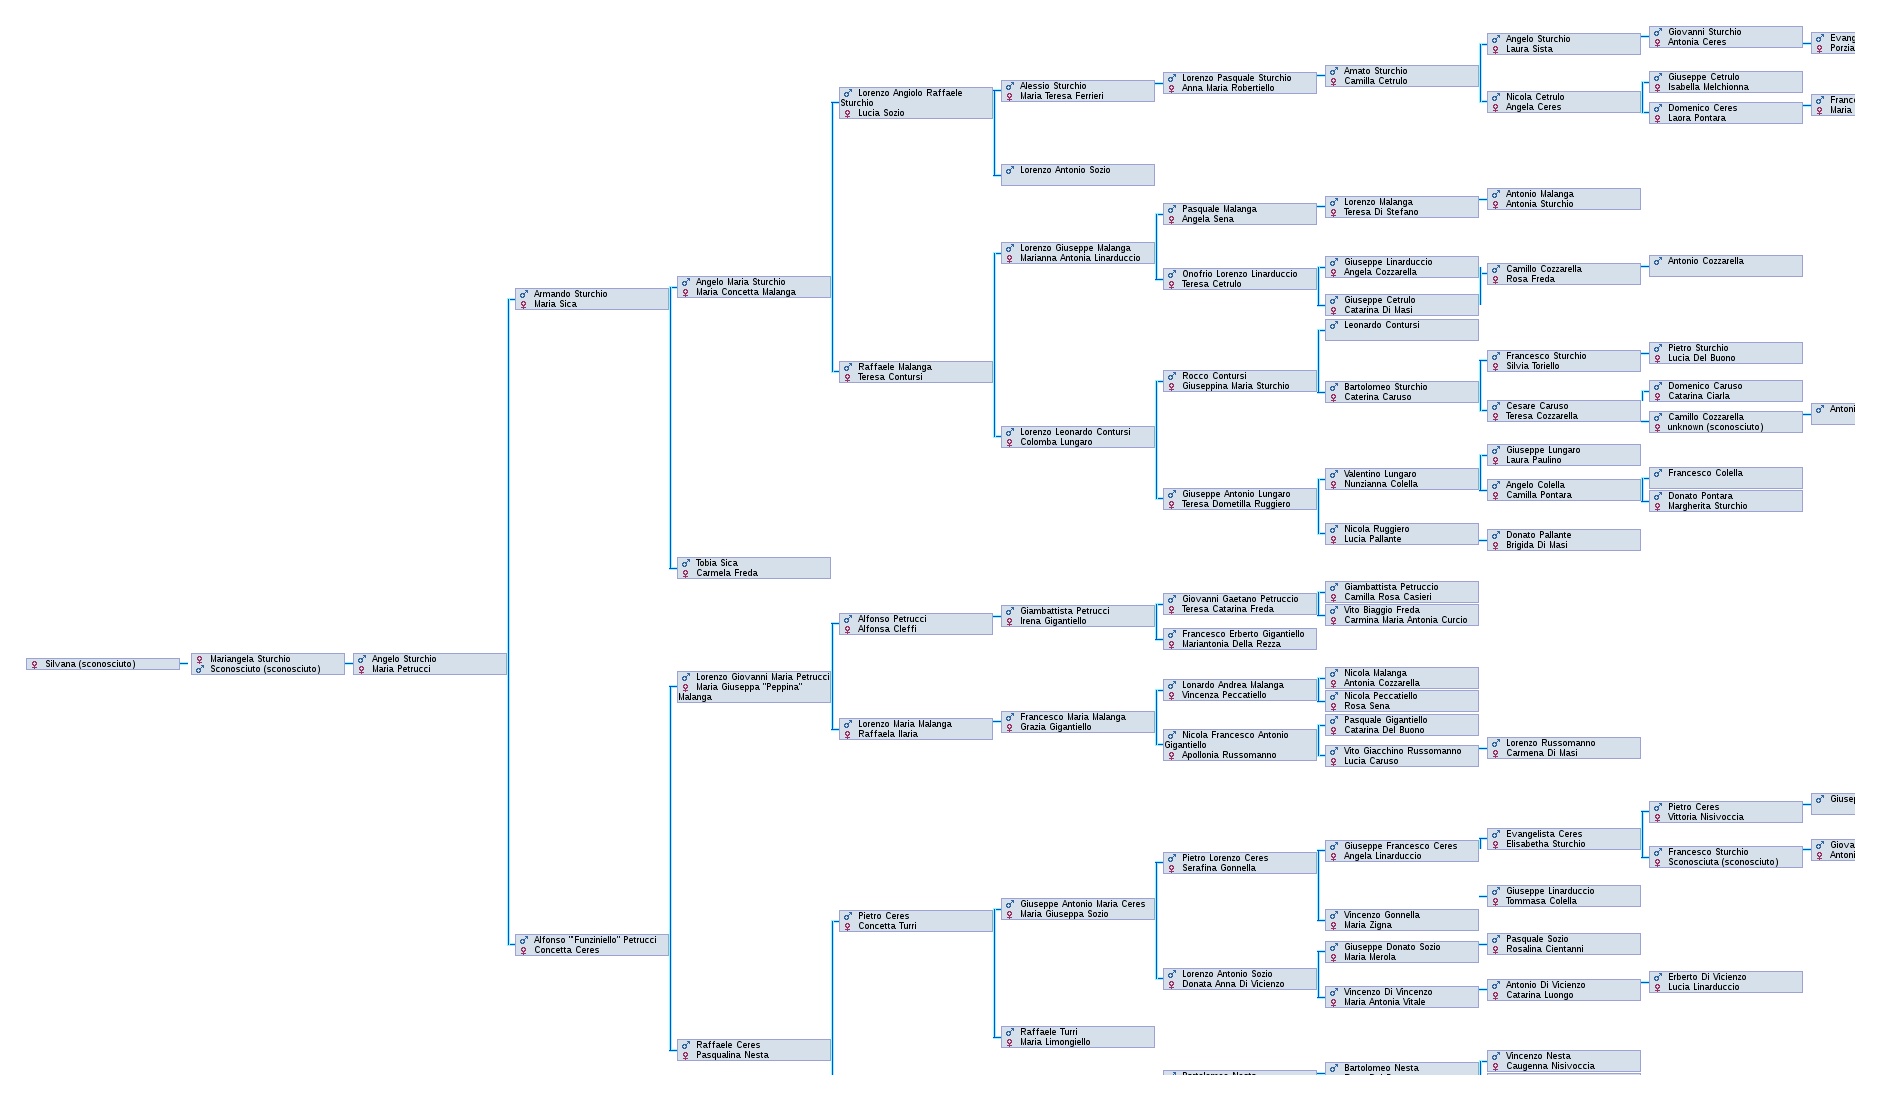 Silvana (sconosciuto)
Mariangela Sturchio
Sconosciuto (sconosciuto)
Angelo Sturchio
Maria Petrucci
Armando Sturchio
Maria Sica
Alfonso '"Funziniello" Petrucci
Concetta Ceres
Angelo Maria Sturchio
Maria Concetta Malanga
Tobia Sica
Carmela Freda
Lorenzo Giovanni Maria Petrucci
Maria Giuseppa "Peppina"
Malanga
Raffaele Ceres
Pasqualina Nesta
Lorenzo Angiolo Raffaele
Sturchio
Lucia Sozio
Raffaele Malanga
Teresa Contursi
Alfonso Petrucci
Alfonsa Cleffi
Lorenzo Maria Malanga
Raffaela Ilaria
Pietro Ceres
Concetta Turri
Alessio Sturchio
Maria Teresa Ferrieri
Lorenzo Antonio Sozio
Lorenzo Giuseppe Malanga
Marianna Antonia Linarduccio
Lorenzo Leonardo Contursi
Colomba Lungaro
Giambattista Petrucci
Irena Gigantiello
Francesco Maria Malanga
Grazia Gigantiello
Giuseppe Antonio Maria Ceres
Maria Giuseppa Sozio
Raffaele Turri
Maria Limongiello
Lorenzo Pasquale Sturchio
Anna Maria Robertiello
Pasquale Malanga
Angela Sena
Onofrio Lorenzo Linarduccio
Teresa Cetrulo
Rocco Contursi
Giuseppina Maria Sturchio
Giuseppe Antonio Lungaro
Teresa Dometilla Ruggiero
Giovanni Gaetano Petruccio
Teresa Catarina Freda
Francesco Erberto Gigantiello
Mariantonia Della Rezza
Lonardo Andrea Malanga
Vincenza Peccatiello
Nicola Francesco Antonio
Gigantiello
Apollonia Russomanno
Pietro Lorenzo Ceres
Serafina Gonnella
Lorenzo Antonio Sozio
Donata Anna Di Vicienzo
Bartolomeo Nesta
Amato Sturchio
Camilla Cetrulo
Lorenzo Malanga
Teresa Di Stefano
Giuseppe Linarduccio
Angela Cozzarella
Giuseppe Cetrulo
Catarina Di Masi
Leonardo Contursi
Bartolomeo Sturchio
Caterina Caruso
Valentino Lungaro
Nunzianna Colella
Nicola Ruggiero
Lucia Pallante
Giambattista Petruccio
Camilla Rosa Casieri
Vito Biaggio Freda
Carmina Maria Antonia Curcio
Nicola Malanga
Antonia Cozzarella
Nicola Peccatiello
Rosa Sena
Pasquale Gigantiello
Catarina Del Buono
Vito Giacchino Russomanno
Lucia Caruso
Giuseppe Francesco Ceres
Angela Linarduccio
Vincenzo Gonnella
Maria Zigna
Giuseppe Donato Sozio
Maria Merola
Vincenzo Di Vincenzo
Maria Antonia Vitale
Bartolomeo Nesta
Angelo Sturchio
Laura Sista
Nicola Cetrulo
Angela Ceres
Antonio Malanga
Antonia Sturchio
Camillo Cozzarella
Rosa Freda
Francesco Sturchio
Silvia Toriello
Cesare Caruso
Teresa Cozzarella
Giuseppe Lungaro
Laura Paulino
Angelo Colella
Camilla Pontara
Donato Pallante
Brigida Di Masi
Lorenzo Russomanno
Carmena Di Masi
Evangelista Ceres
Elisabetha Sturchio
Giuseppe Linarduccio
Tommasa Colella
Pasquale Sozio
Rosalina Cientanni
Antonio Di Vicienzo
Catarina Luongo
Vincenzo Nesta
Caugenna Nisivoccia
Giovanni Sturchio
Antonia Ceres
Giuseppe Cetrulo
Isabella Melchionna
Domenico Ceres
Laora Pontara
Antonio Cozzarella
Pietro Sturchio
Lucia Del Buono
Domenico Caruso
Catarina Ciarla
Camillo Cozzarella
unknown (sconosciuto)
Francesco Colella
Donato Pontara
Margherita Sturchio
Pietro Ceres
Vittoria Nisivoccia
Francesco Sturchio
Sconosciuta (sconosciuto)
Erberto Di Vicienzo
Lucia Linarduccio
Evang
Porzia
Franc
Maria
Antoni
Giusep
Giova
Antoni